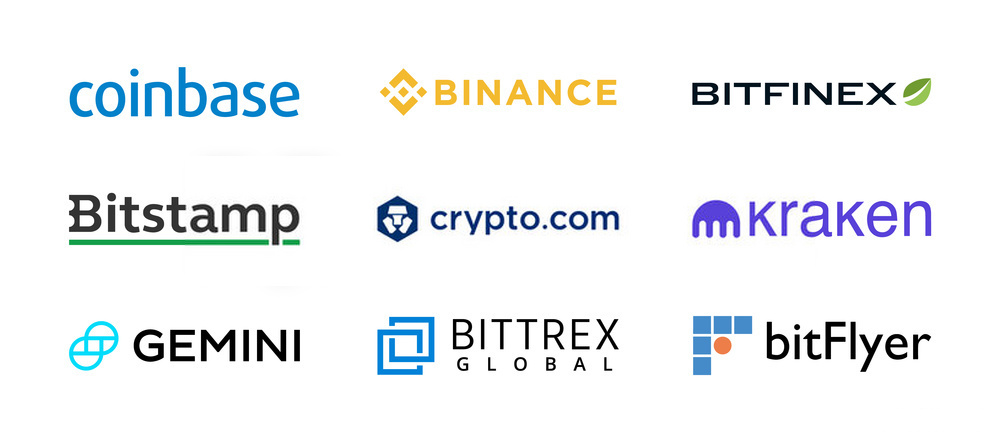 coinbase
BINANCE
BITFINEX
Bitstamp
crypto.com
kraken
GEMINI
BITTREX
GLOBAL
bitFlyer